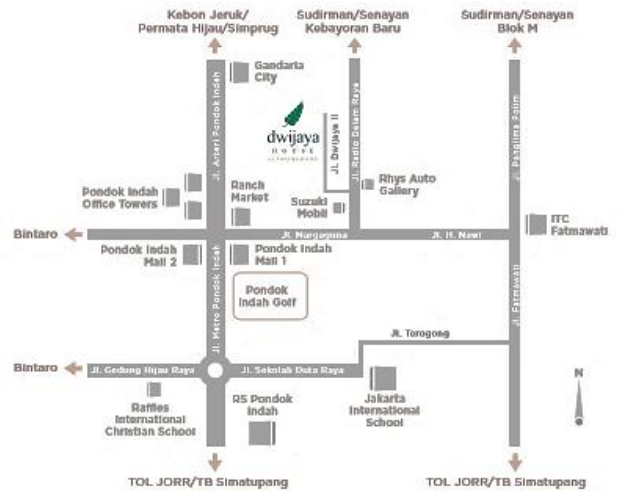 Kebon Jeruk/
Permata Hijau/Simprug
Sudirman/Senayan
Kebayoran Baru
Sudirman/Senayan
Blok M
Gandaria
City
Jl. Arteri Pondok Indah
dwijaya
HOUSE
Jl. Dwijaya II
Jl. Radio Dalam Raya
Jl. Panglima Polim
Rhys Auto
Gallery
Pondok Indah
Office Towers
Ranch
Market
Suzuki
Mobil
ITC
Fatmawati
Bintaro
Jl. Margaguna
Jl. H. Nawi
Pondok Indah
Mall 2
Pondok Indah
Mall 1
Jl. Metro Pondok Indah
Pondok
Indah Golf
Jl. Fatmawati
Jl. Terogong
Bintaro
Jl. Gedung Hijau Raya
Jl. Sekolah Duta Raya
N
Raffles
International
Christian School
RS Pondok
Indah
Jakarta
International
School
TOL JORR/TB Simatupang
TOL JORR/TB Simatupang